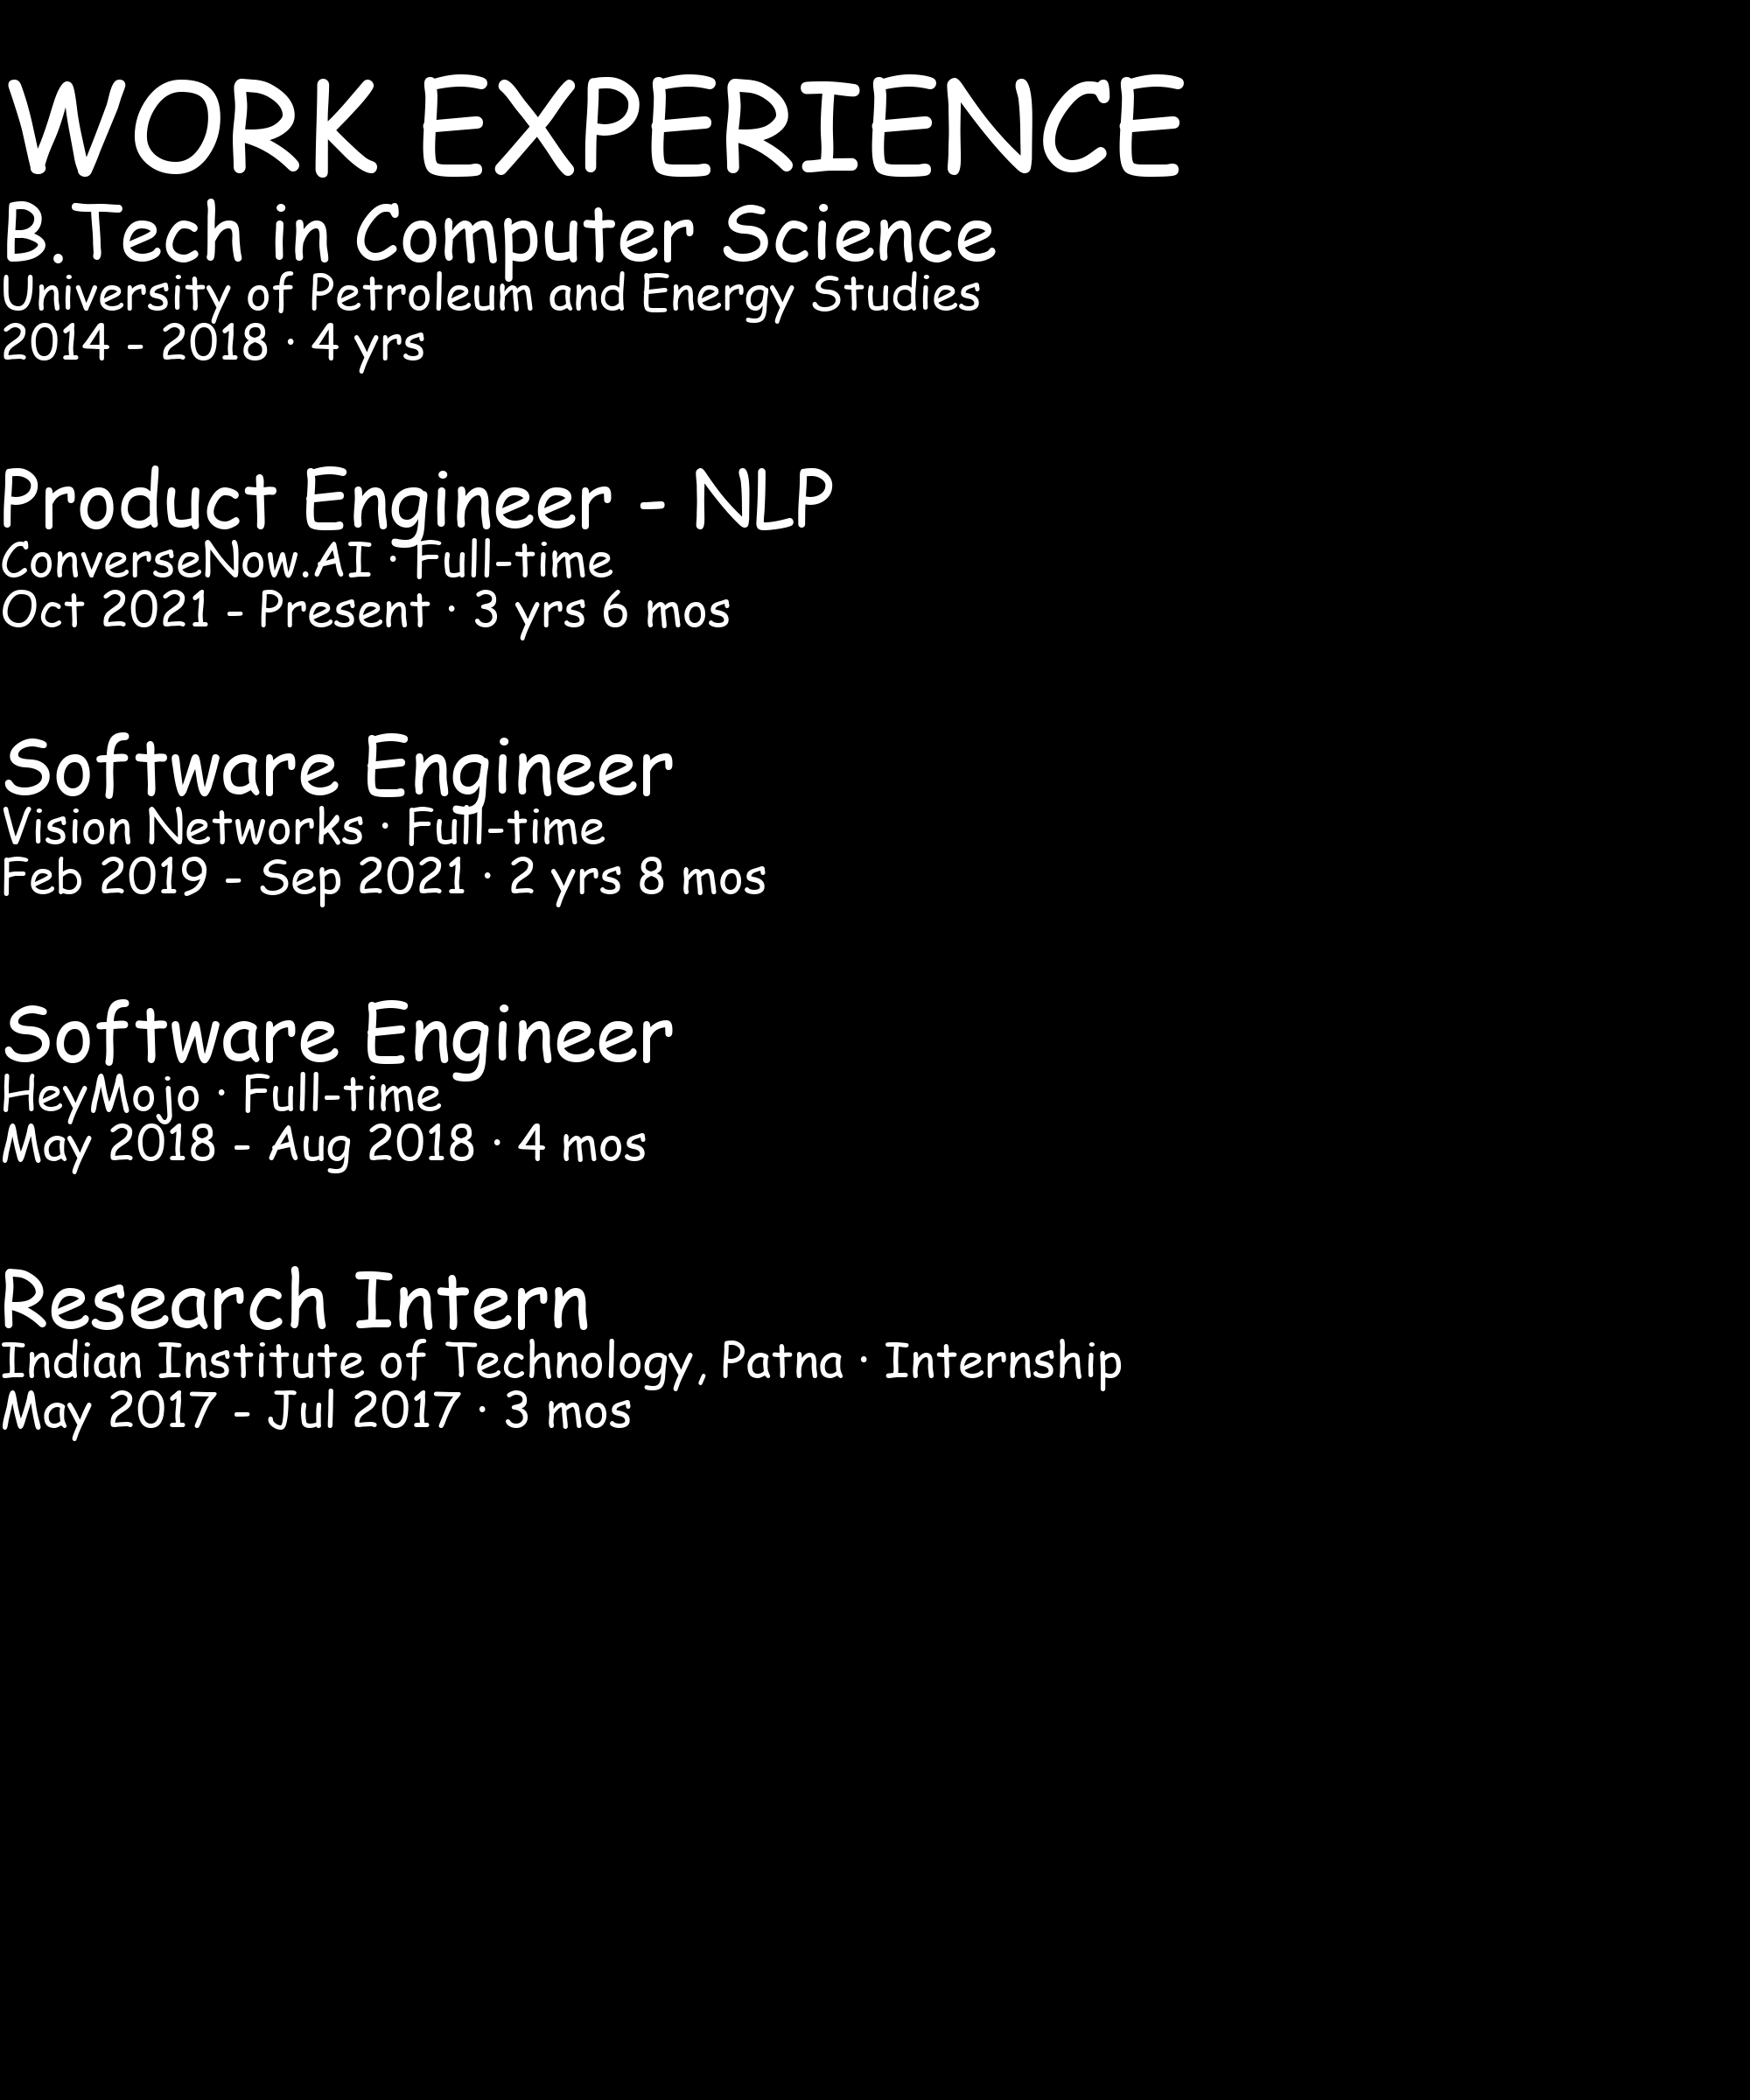 WORK EXPERIENCE
B.Tech in Computer Science
University of Petroleum and Energy Studies
2014 - 2018 · 4 yrs
Product Engineer - NLP
ConverseNow.AI · Full-time
Oct 2021 - Present · 3 yrs 6 mos
Software Engineer
Vision Networks · Full-time
Feb 2019 - Sep 2021 · 2 yrs 8 mos
Software Engineer
HeyMojo · Full-time
May 2018 - Aug 2018 · 4 mos
Research Intern
Indian Institute of Technology, Patna · Internship
May 2017 - Jul 2017 · 3 mos